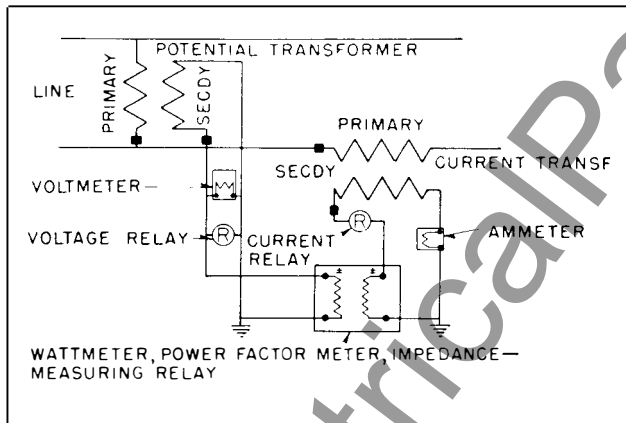 POTENTIAL TRANSFORMER
LINE
PRIMARY
SECDY
PRIMARY
SECDY
CURRENT TRANSF
VOLTMETER—
VOLTAGE RELAY
R
CURRENT
RELAY
R
AMMETER
±
±
WATTMETER, POWER FACTOR METER, IMPEDANCE—
MEASURING RELAY